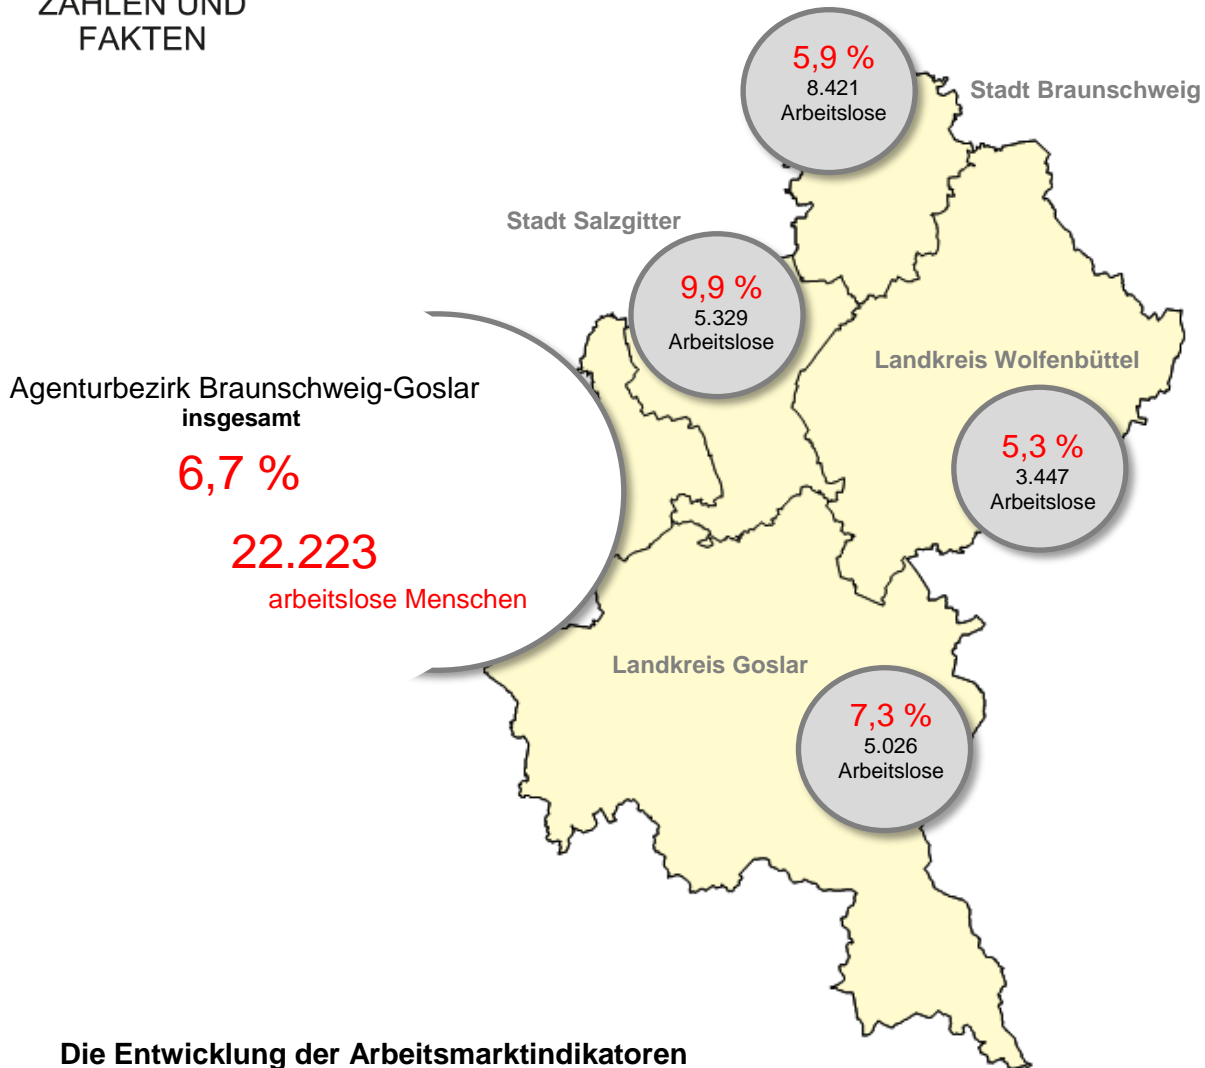 ZAHLEN UND
FAKTEN
5,9 %
8.421
Arbeitslose
Stadt Braunschweig
Stadt Salzgitter
9,9 %
5.329
Arbeitslose
Landkreis Wolfenbüttel
5,3 %
3.447
Arbeitslose
Agenturbezirk Braunschweig-Goslar
insgesamt
6,7 %
22.223
arbeitslose Menschen
Landkreis Goslar
7,3 %
5.026
Arbeitslose
Die Entwicklung der Arbeitsmarktindikatoren